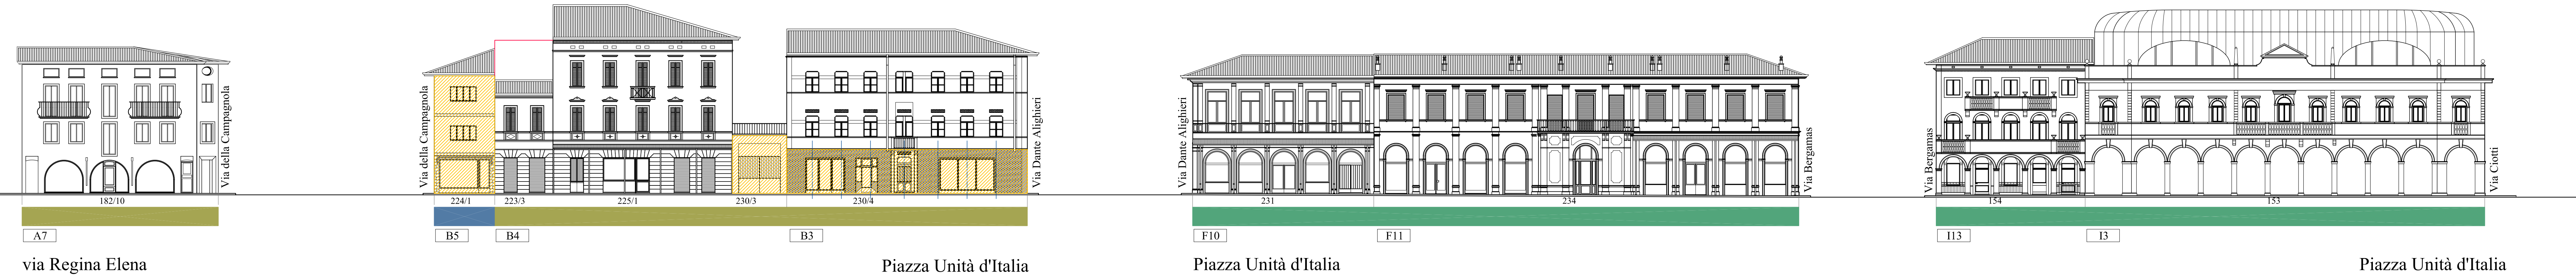 Via della Campagnola
Via della Campagnola
Via Dante Alighieri
Via Dante Alighieri
Via Bergamas
Via Bergamas
Via Ciotti
182/10 224/1 223/3 225/1 230/3 230/4 231 234 154 153
A7 B5 B4 B3 F10 F11 I13 I3
via Regina Elena Piazza Unità d'Italia Piazza Unità d'Italia Piazza Unità d'Italia